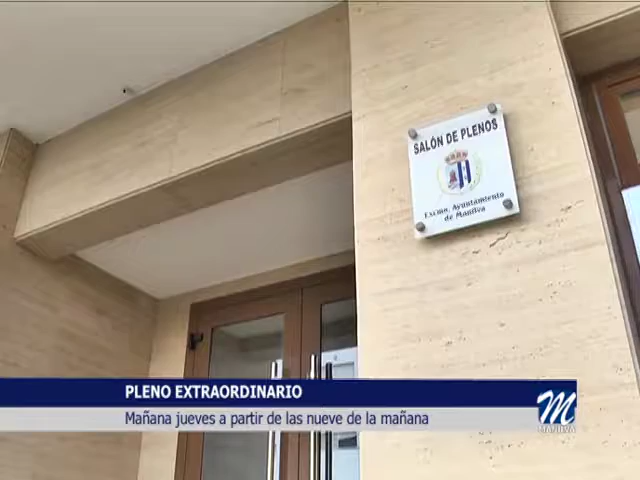 SALÓN DE PLENOS
Excmo. Ayuntamiento
de Manilva
PLENO EXTRAORDINARIO
Mañana jueves a partir de las nueve de la mañana
M
MANILVA